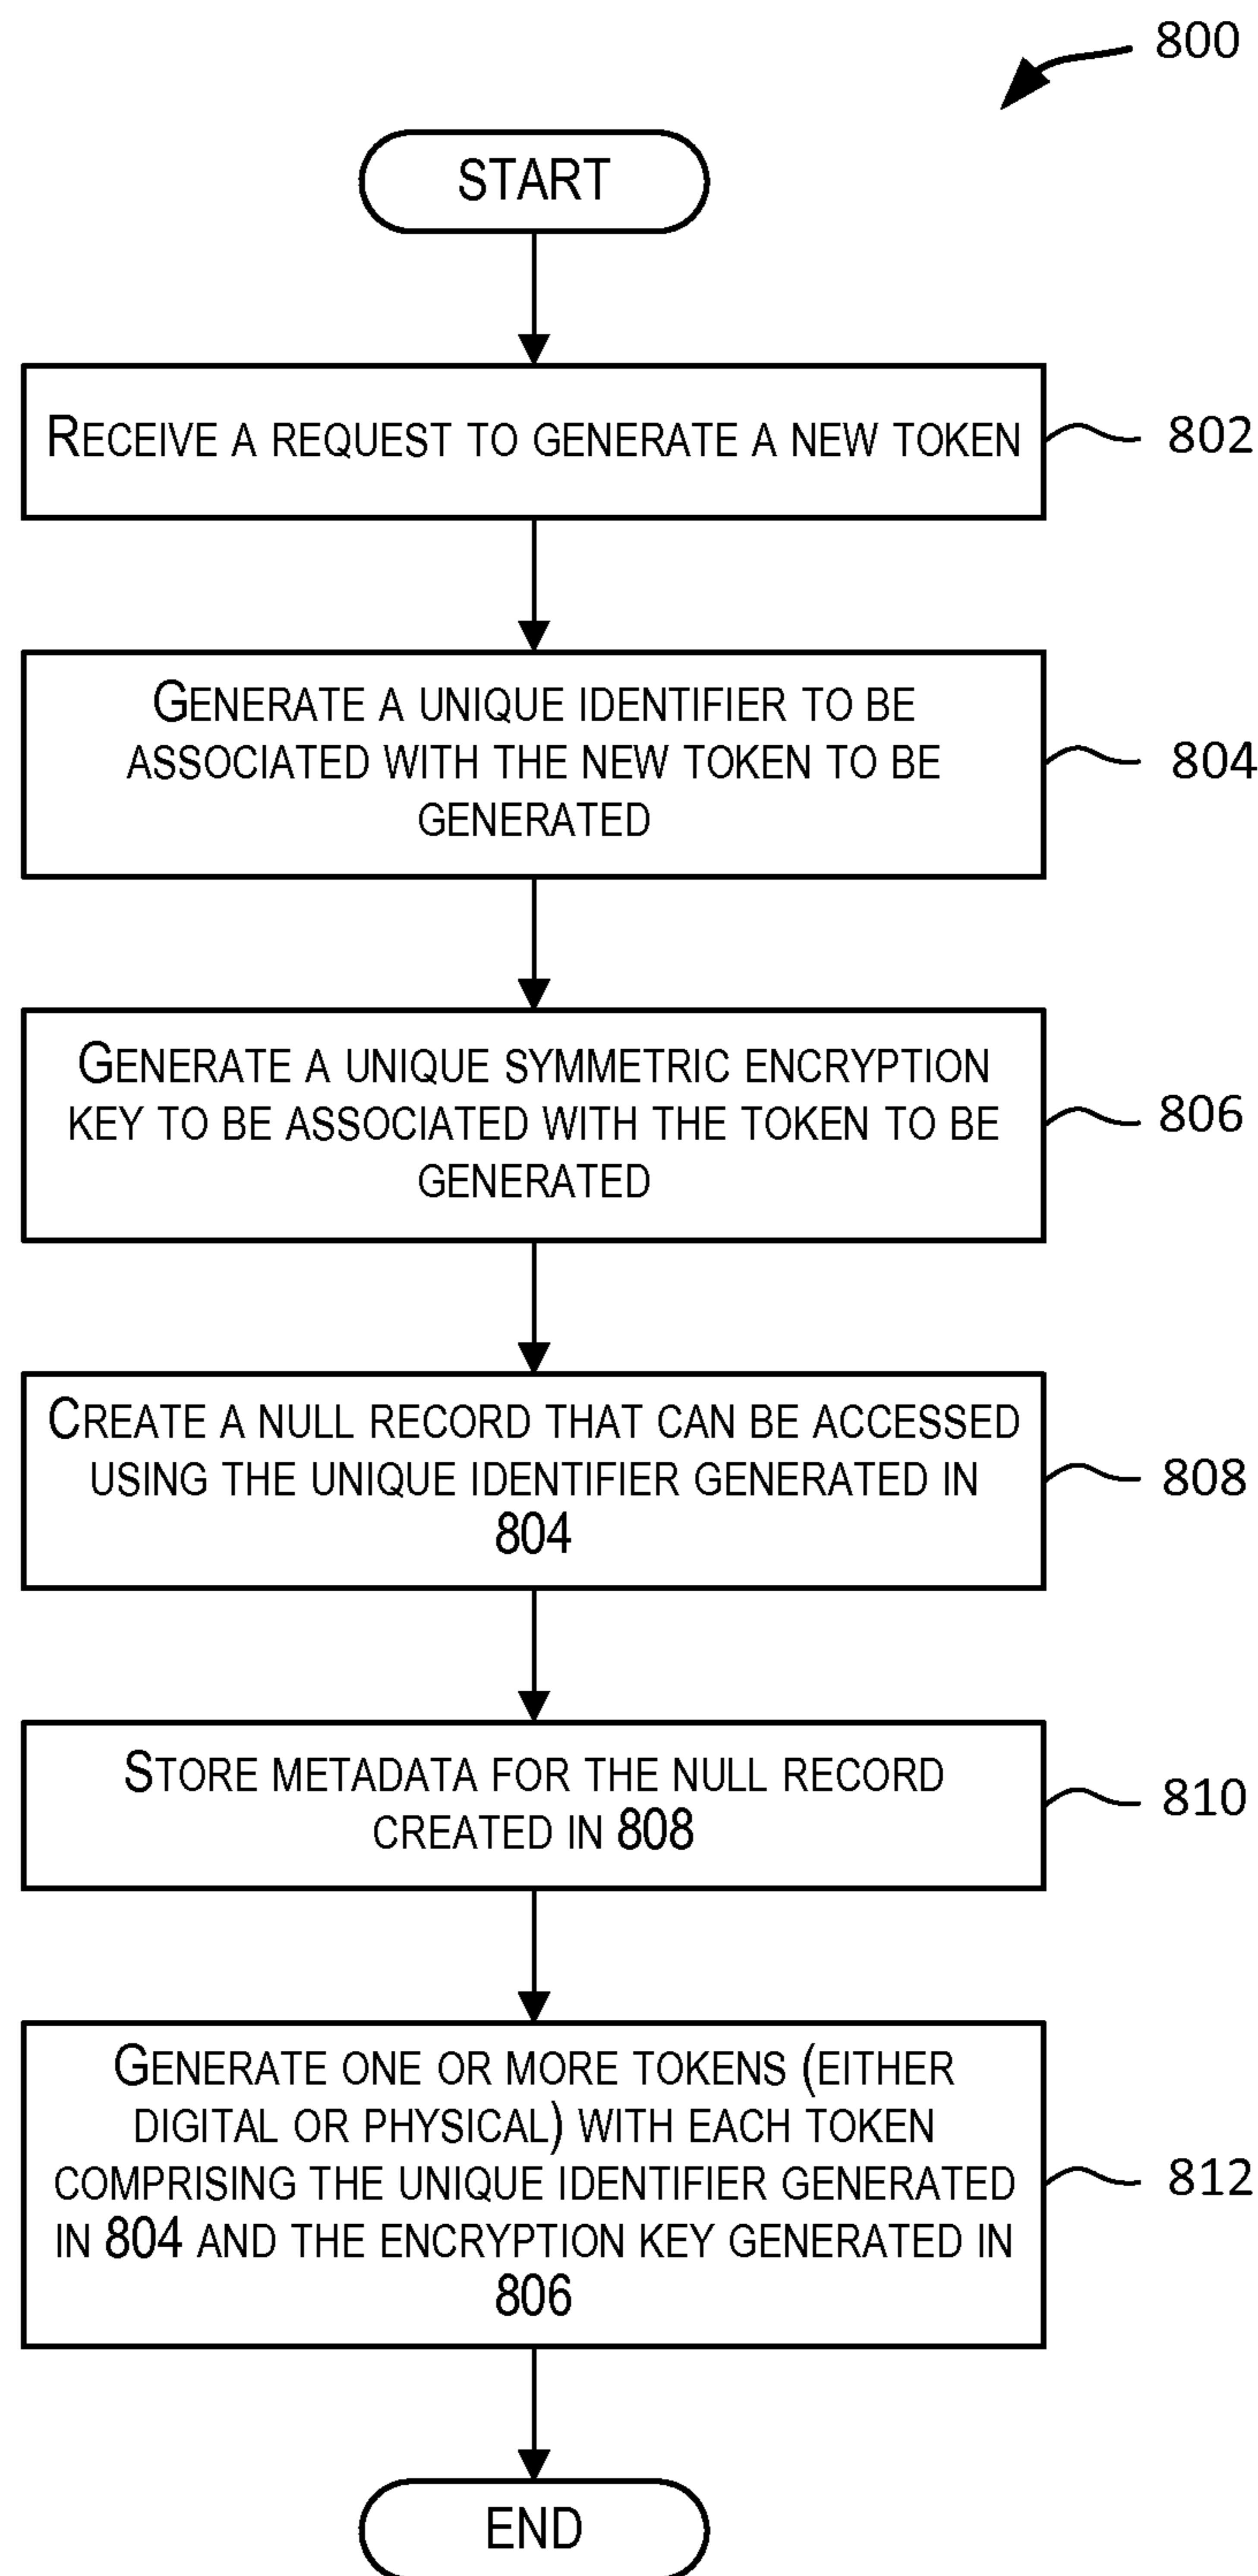 800
START
RECEIVE A REQUEST TO GENERATE A NEW TOKEN
802
GENERATE A UNIQUE IDENTIFIER TO BE
ASSOCIATED WITH THE NEW TOKEN TO BE
GENERATED
804
GENERATE A UNIQUE SYMMETRIC ENCRYPTION
KEY TO BE ASSOCIATED WITH THE TOKEN TO BE
GENERATED
806
CREATE A NULL RECORD THAT CAN BE ACCESSED
USING THE UNIQUE IDENTIFIER GENERATED IN
804
808
STORE METADATA FOR THE NULL RECORD
CREATED IN 808
810
GENERATE ONE OR MORE TOKENS (EITHER
DIGITAL OR PHYSICAL) WITH EACH TOKEN
COMPRISING THE UNIQUE IDENTIFIER GENERATED
IN 804 AND THE ENCRYPTION KEY GENERATED IN
806
812
END